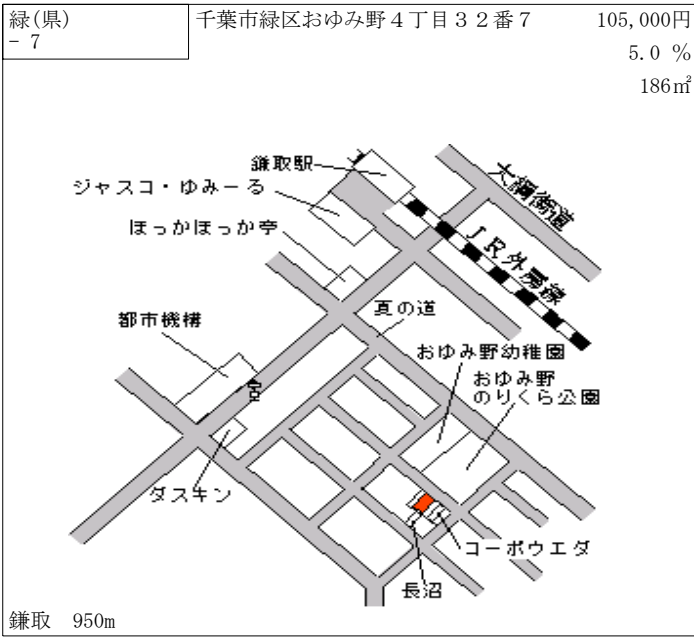 緑(県)
- 7
千葉市緑区おゆみ野４丁目３２番７
105,000円
5.0 %
186㎡
鎌取駅
大網街道
ジャスコ・ゆみーる
ＪＲ外房線
ほっかほっか亭
真の道
都市機構
おゆみ野幼稚園
おゆみ野
のりくら公園
ダスキン
コーポウエダ
長沼
鎌取 950m